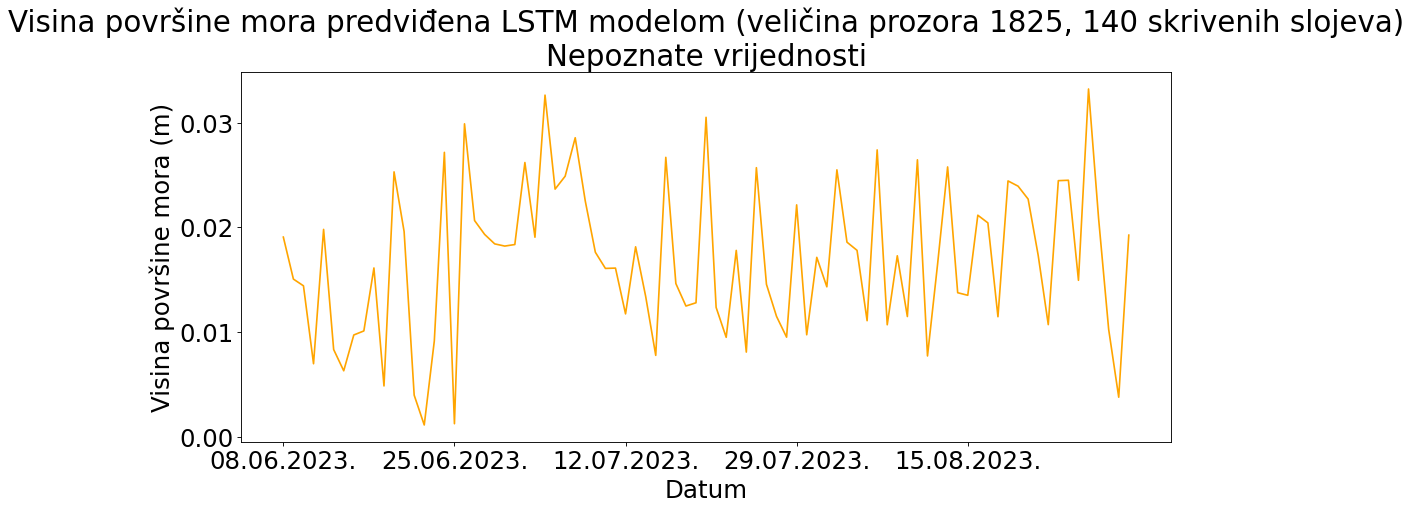 Visina površine mora predviđena LSTM modelom (veličina prozora 1825, 140 skrivenih slojeva)
Nepoznate vrijednosti
Visina površine mora (m)
0.03
0.02
0.01
0.00
08.06.2023.
25.06.2023.
12.07.2023.
29.07.2023.
15.08.2023.
Datum